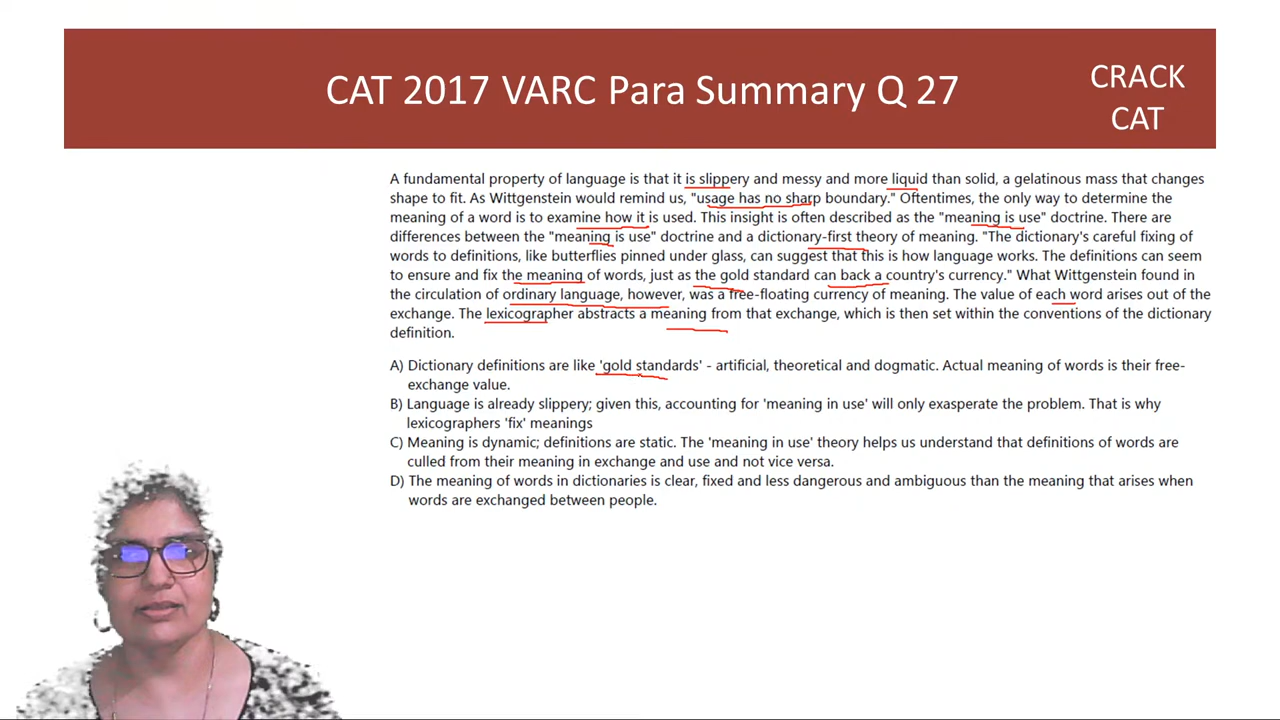 CAT 2017 VARC Para Summary Q 27
CRACK
CAT
A fundamental property of language is that it is slippery and messy and more liquid than solid, a gelatinous mass that changes
shape to fit. As Wittgenstein would remind us, "usage has no sharp boundary." Oftentimes, the only way to determine the
meaning of a word is to examine how it is used. This insight is often described as the "meaning is use" doctrine. There are
differences between the "meaning is use" doctrine and a dictionary-first theory of meaning. "The dictionary's careful fixing of
words to definitions, like butterflies pinned under glass, can suggest that this is how language works. The definitions can seem
to ensure and fix the meaning of words, just as the gold standard can back a country's currency." What Wittgenstein found in
the circulation of ordinary language, however, was a free-floating currency of meaning. The value of each word arises out of the
exchange. The lexicographer abstracts a meaning from that exchange, which is then set within the conventions of the dictionary
definition.
A) Dictionary definitions are like 'gold standards' - artificial, theoretical and dogmatic. Actual meaning of words is their free-
exchange value.
B) Language is already slippery; given this, accounting for 'meaning in use' will only exasperate the problem. That is why
lexicographers 'fix' meanings
C) Meaning is dynamic; definitions are static. The 'meaning in use' theory helps us understand that definitions of words are
culled from their meaning in exchange and use and not vice versa.
D) The meaning of words in dictionaries is clear, fixed and less dangerous and ambiguous than the meaning that arises when
words are exchanged between people.